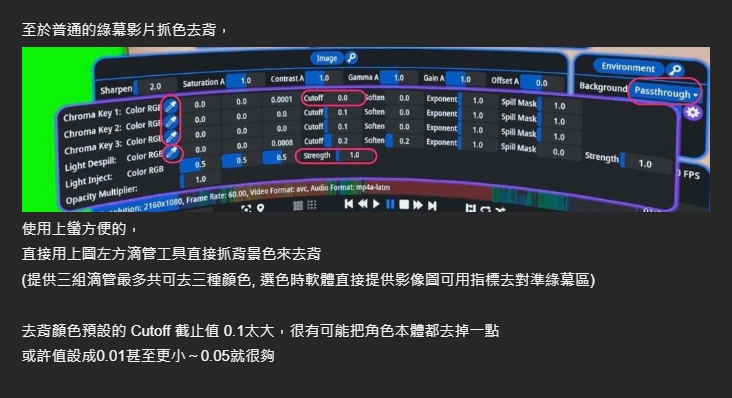 至於普通的綠幕影片抓色去背，
Image
Sharpen 2.0 Saturation A 1.0 Contrast A 1.0 Gamma A 1.0 Gain A 1.0 Offset A 0.0
Environment
Background Passthrough
Chroma Key 1: Color RGB 0.0 0.0 0.0001 Cutoff 0.0 Soften 0.0 Exponent 1.0 Spill Mask 1.0
Chroma Key 2: Color RGB 0.0 0.0 0.0 Cutoff 0.1 Soften 0.0 Exponent 1.0 Spill Mask 1.0
Chroma Key 3: Color RGB 0.0 0.0 0.0 Cutoff 0.1 Soften 0.0 Exponent 1.0 Spill Mask 1.0
Light Despill: Color RGB 0.0 0.0 0.0008 Cutoff 0.2 Soften 0.2 Exponent 1.0 Spill Mask 0.0 Strength 1.0
Light Inject: Color RGB 0.5 0.5 0.5 Strength 1.0
Opacity Multiplier: 1.0
olution: 2160x1080, Frame Rate: 60.00, Video Format: avc, Audio Format: mp4a-latm
FPS
使用上蠻方便的，
直接用上圖左方滴管工具直接抓背景色來去背
(提供三組滴管最多共可去三種顏色, 選色時軟體直接提供影像圖可用指標去對準綠幕區)
去背顏色預設的 Cutoff 截止值 0.1太大，很有可能把角色本體都去掉一點
或許值設成0.01甚至更小～0.05就很夠